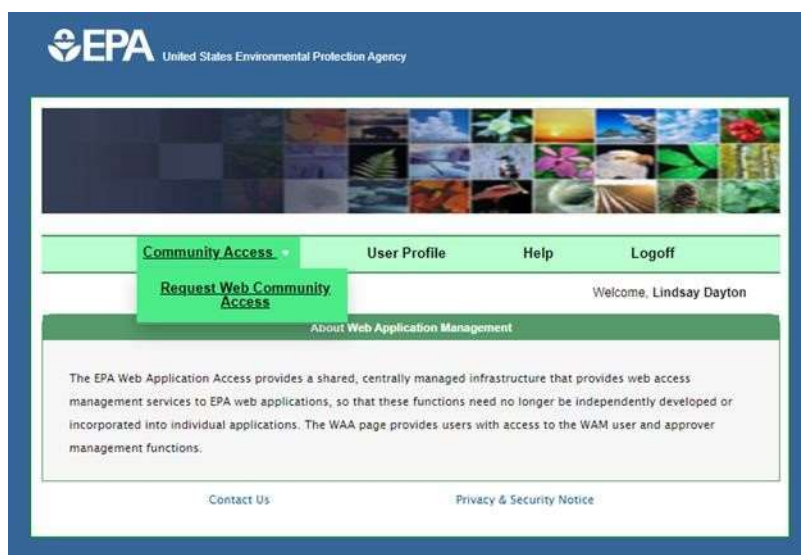 EPA United States Environmental Protection Agency
Community Access User Profile Help Logoff
Request Web Community
Access
Welcome, Lindsay Dayton
About Web Application Management
The EPA Web Application Access provides a shared, centrally managed infrastructure that provides web access
management services to EPA web applications, so that these functions need no longer be independently developed or
incorporated into individual applications. The WAA page provides users with access to the WAM user and approver
management functions.
Contact Us Privacy & Security Notice